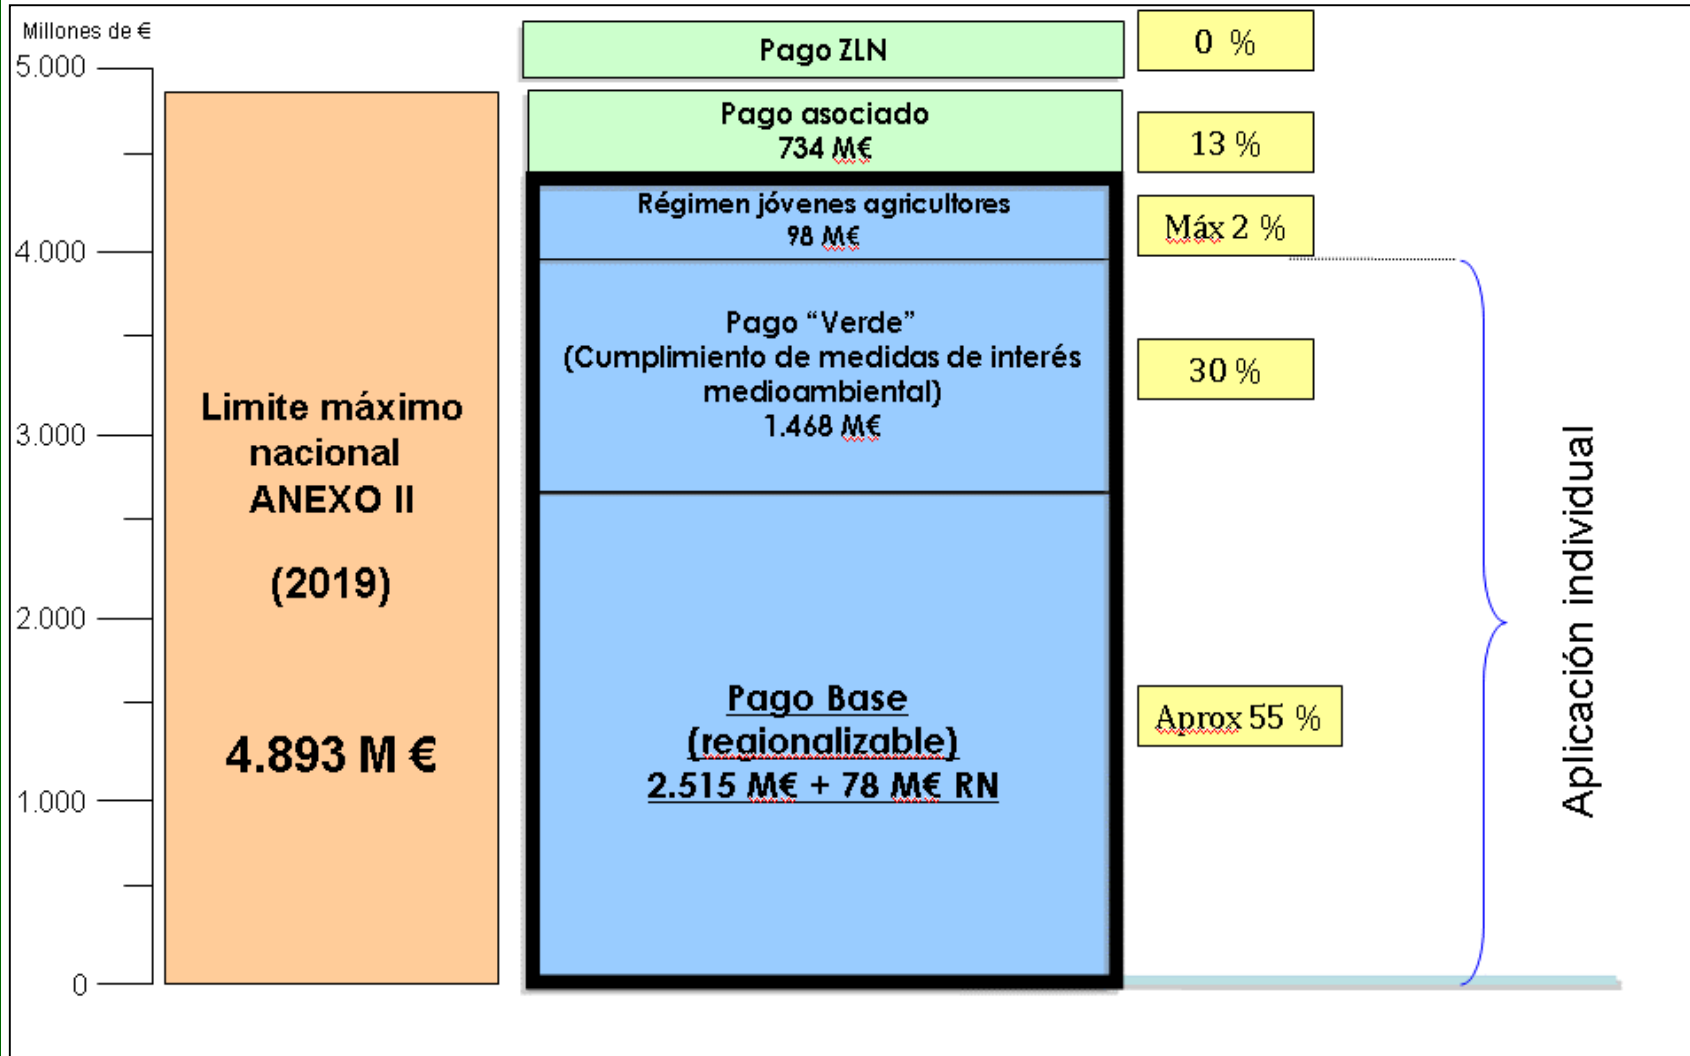 Millones de €
5.000
4.000
3.000
2.000
1.000
0
Limite máximo
nacional
ANEXO II
(2019)
4.893 M €
Pago ZLN
0 %
Pago asociado
734 M€
13 %
Régimen jóvenes agricultores
98 M€
Máx 2 %
Pago “Verde”
(Cumplimiento de medidas de interés
medioambiental)
1.468 M€
30 %
Pago Base
(regionalizable)
2.515 M€ + 78 M€ RN
Aprox 55 %
Aplicación individual